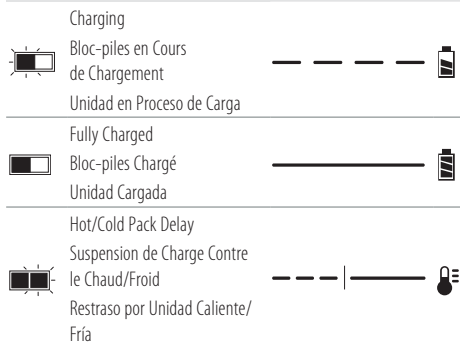 Charging
Bloc-piles en Cours
de Chargement
Unidad en Proceso de Carga
Fully Charged
Bloc-piles Chargé
Unidad Cargada
Hot/Cold Pack Delay
Suspension de Charge Contre
le Chaud/Froid
Restraso por Unidad Caliente/
Fría